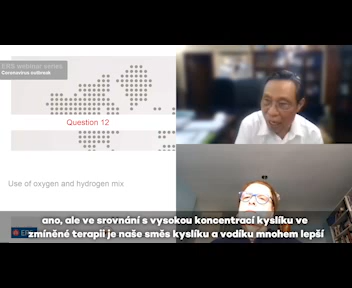 ERS webinar series
Coronavirus outbreak
Question 12
Use of oxygen and hydrogen mix
ano, ale ve srovnání s vysokou koncentrací kyslíku ve
zmíněné terapii je naše směs kyslíku a vodíku mnohem lepší